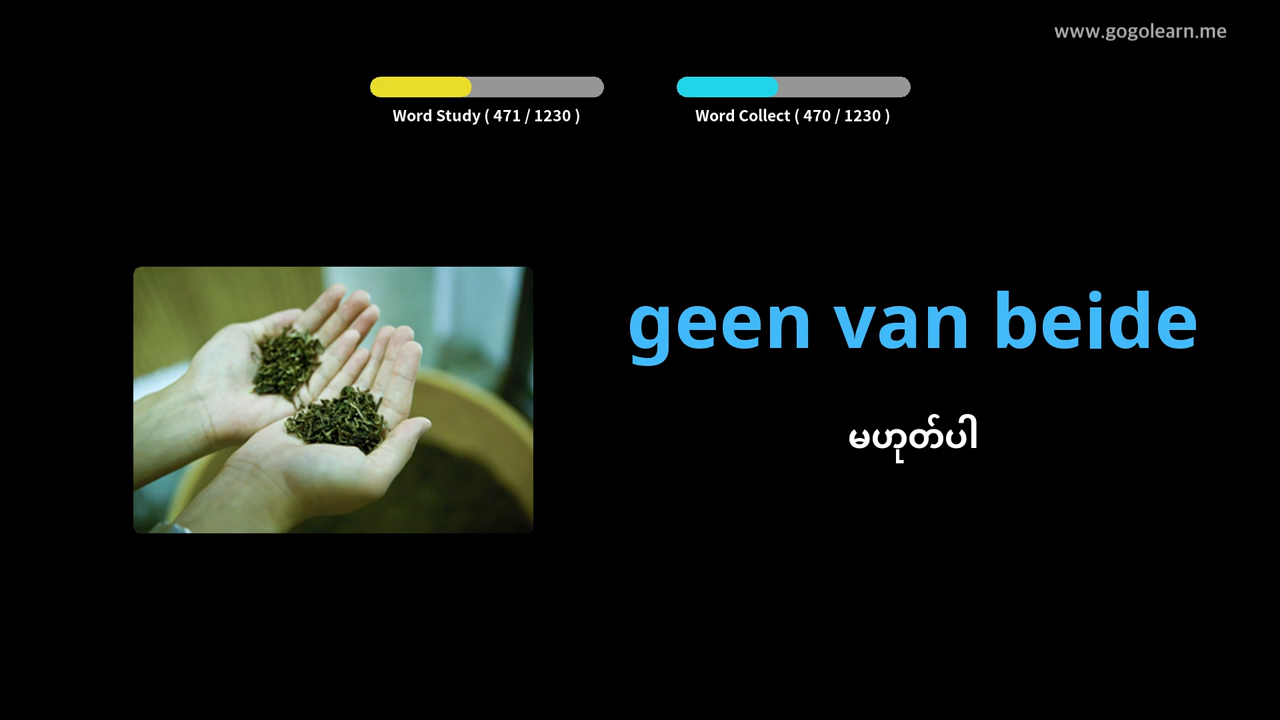 www.gogolearn.me
Word Study ( 471 / 1230 )
Word Collect ( 470 / 1230 )
geen van beide
မဟုတ်ပါ